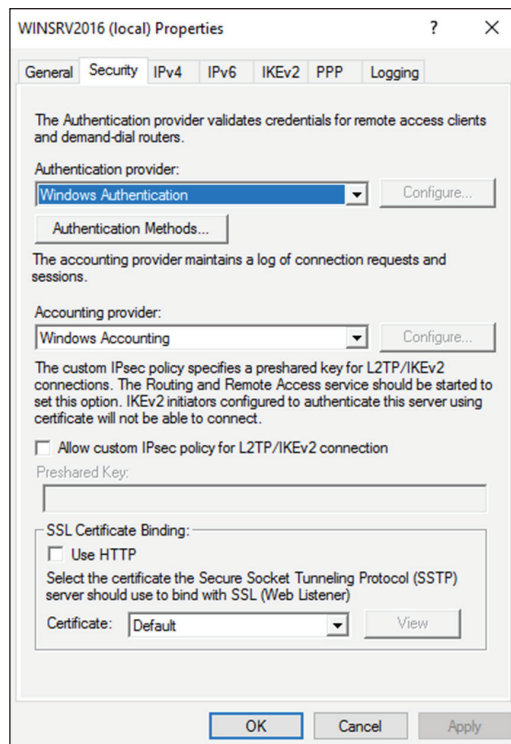 WINSRV2016 (local) Properties ? ×
General Security IPv4 IPv6 IKEv2 PPP Logging
The Authentication provider validates credentials for remote access clients
and demand-dial routers.
Authentication provider:
Windows Authentication Configure...
Authentication Methods...
The accounting provider maintains a log of connection requests and
sessions.
Accounting provider:
Windows Accounting Configure...
The custom IPsec policy specifies a preshared key for L2TP/IKEv2
connections. The Routing and Remote Access service should be started to
set this option. IKEv2 initiators configured to authenticate this server using
certificate will not be able to connect.
Allow custom IPsec policy for L2TP/IKEv2 connection
Preshared Key:
SSL Certificate Binding:
Use HTTP
Select the certificate the Secure Socket Tunneling Protocol (SSTP)
server should use to bind with SSL (Web Listener)
Certificate: Default View
OK Cancel Apply